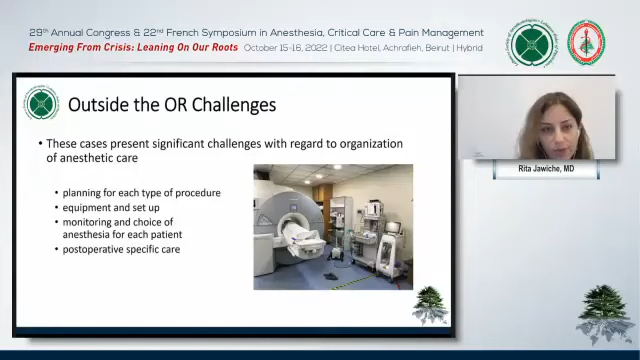 29th Annual Congress & 22nd French Symposium in Anesthesia, Critical Care & Pain Management
Emerging From Crisis: Leaning On Our Roots October 15-16, 2022 | Citea Hotel, Achrafieh, Beirut | Hybrid
Outside the OR Challenges
• These cases present significant challenges with regard to organization
of anesthetic care
• planning for each type of procedure
• equipment and set up
• monitoring and choice of
anesthesia for each patient
• postoperative specific care
Rita Jawiche, MD